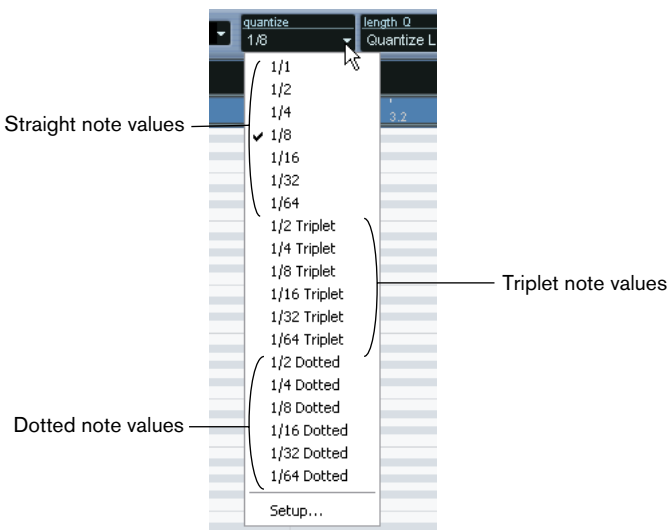 quantize
length Q
1/8
Quantize L
3.2
1/1
1/2
1/4
1/8
1/16
1/32
1/64
1/2 Triplet
1/4 Triplet
1/8 Triplet
1/16 Triplet
1/32 Triplet
1/64 Triplet
1/2 Dotted
1/4 Dotted
1/8 Dotted
1/16 Dotted
1/32 Dotted
1/64 Dotted
Setup...
Straight note values
Triplet note values
Dotted note values